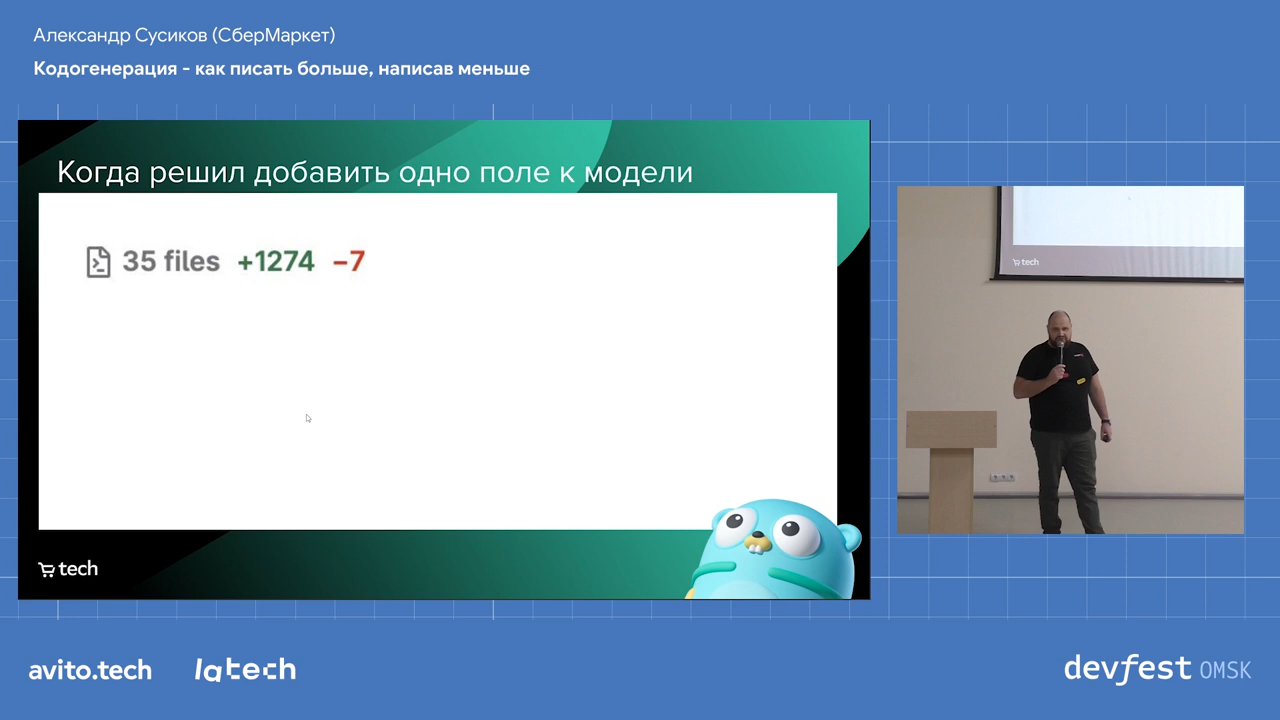 Александр Сусиков (СберМаркет)
Кодогенерация - как писать больше, написав меньше
Когда решил добавить одно поле к модели
35 files +1274 −7
tech
tech
avito.tech latech
devfest OMSK